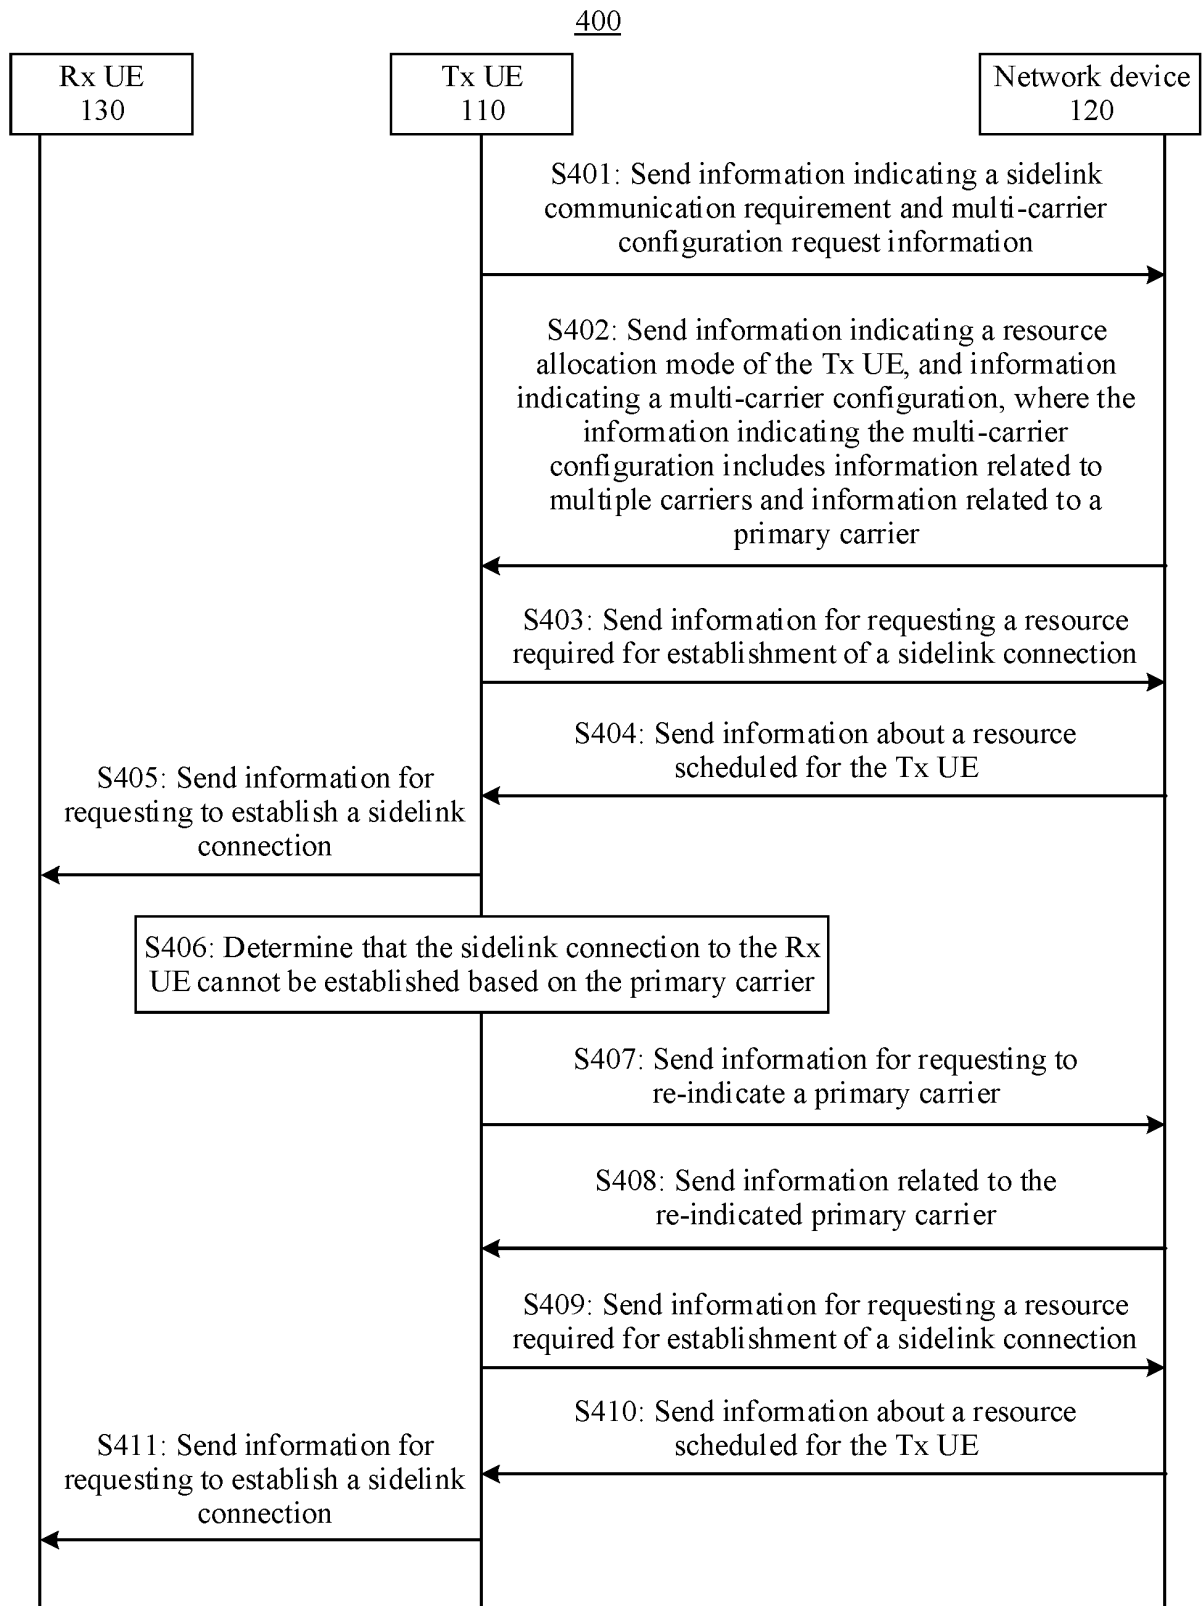 400
Rx UE
130
Tx UE
110
Network device
120
S401: Send information indicating a sidelink
communication requirement and multi-carrier
configuration request information
S402: Send information indicating a resource
allocation mode of the Tx UE, and information
indicating a multi-carrier configuration, where the
information indicating the multi-carrier
configuration includes information related to
multiple carriers and information related to a
primary carrier
S403: Send information for requesting a resource
required for establishment of a sidelink connection
S404: Send information about a resource
scheduled for the Tx UE
S405: Send information for
requesting to establish a sidelink
connection
S406: Determine that the sidelink connection to the Rx
UE cannot be established based on the primary carrier
S407: Send information for requesting to
re-indicate a primary carrier
S408: Send information related to the
re-indicated primary carrier
S409: Send information for requesting a resource
required for establishment of a sidelink connection
S410: Send information about a resource
scheduled for the Tx UE
S411: Send information for
requesting to establish a sidelink
connection